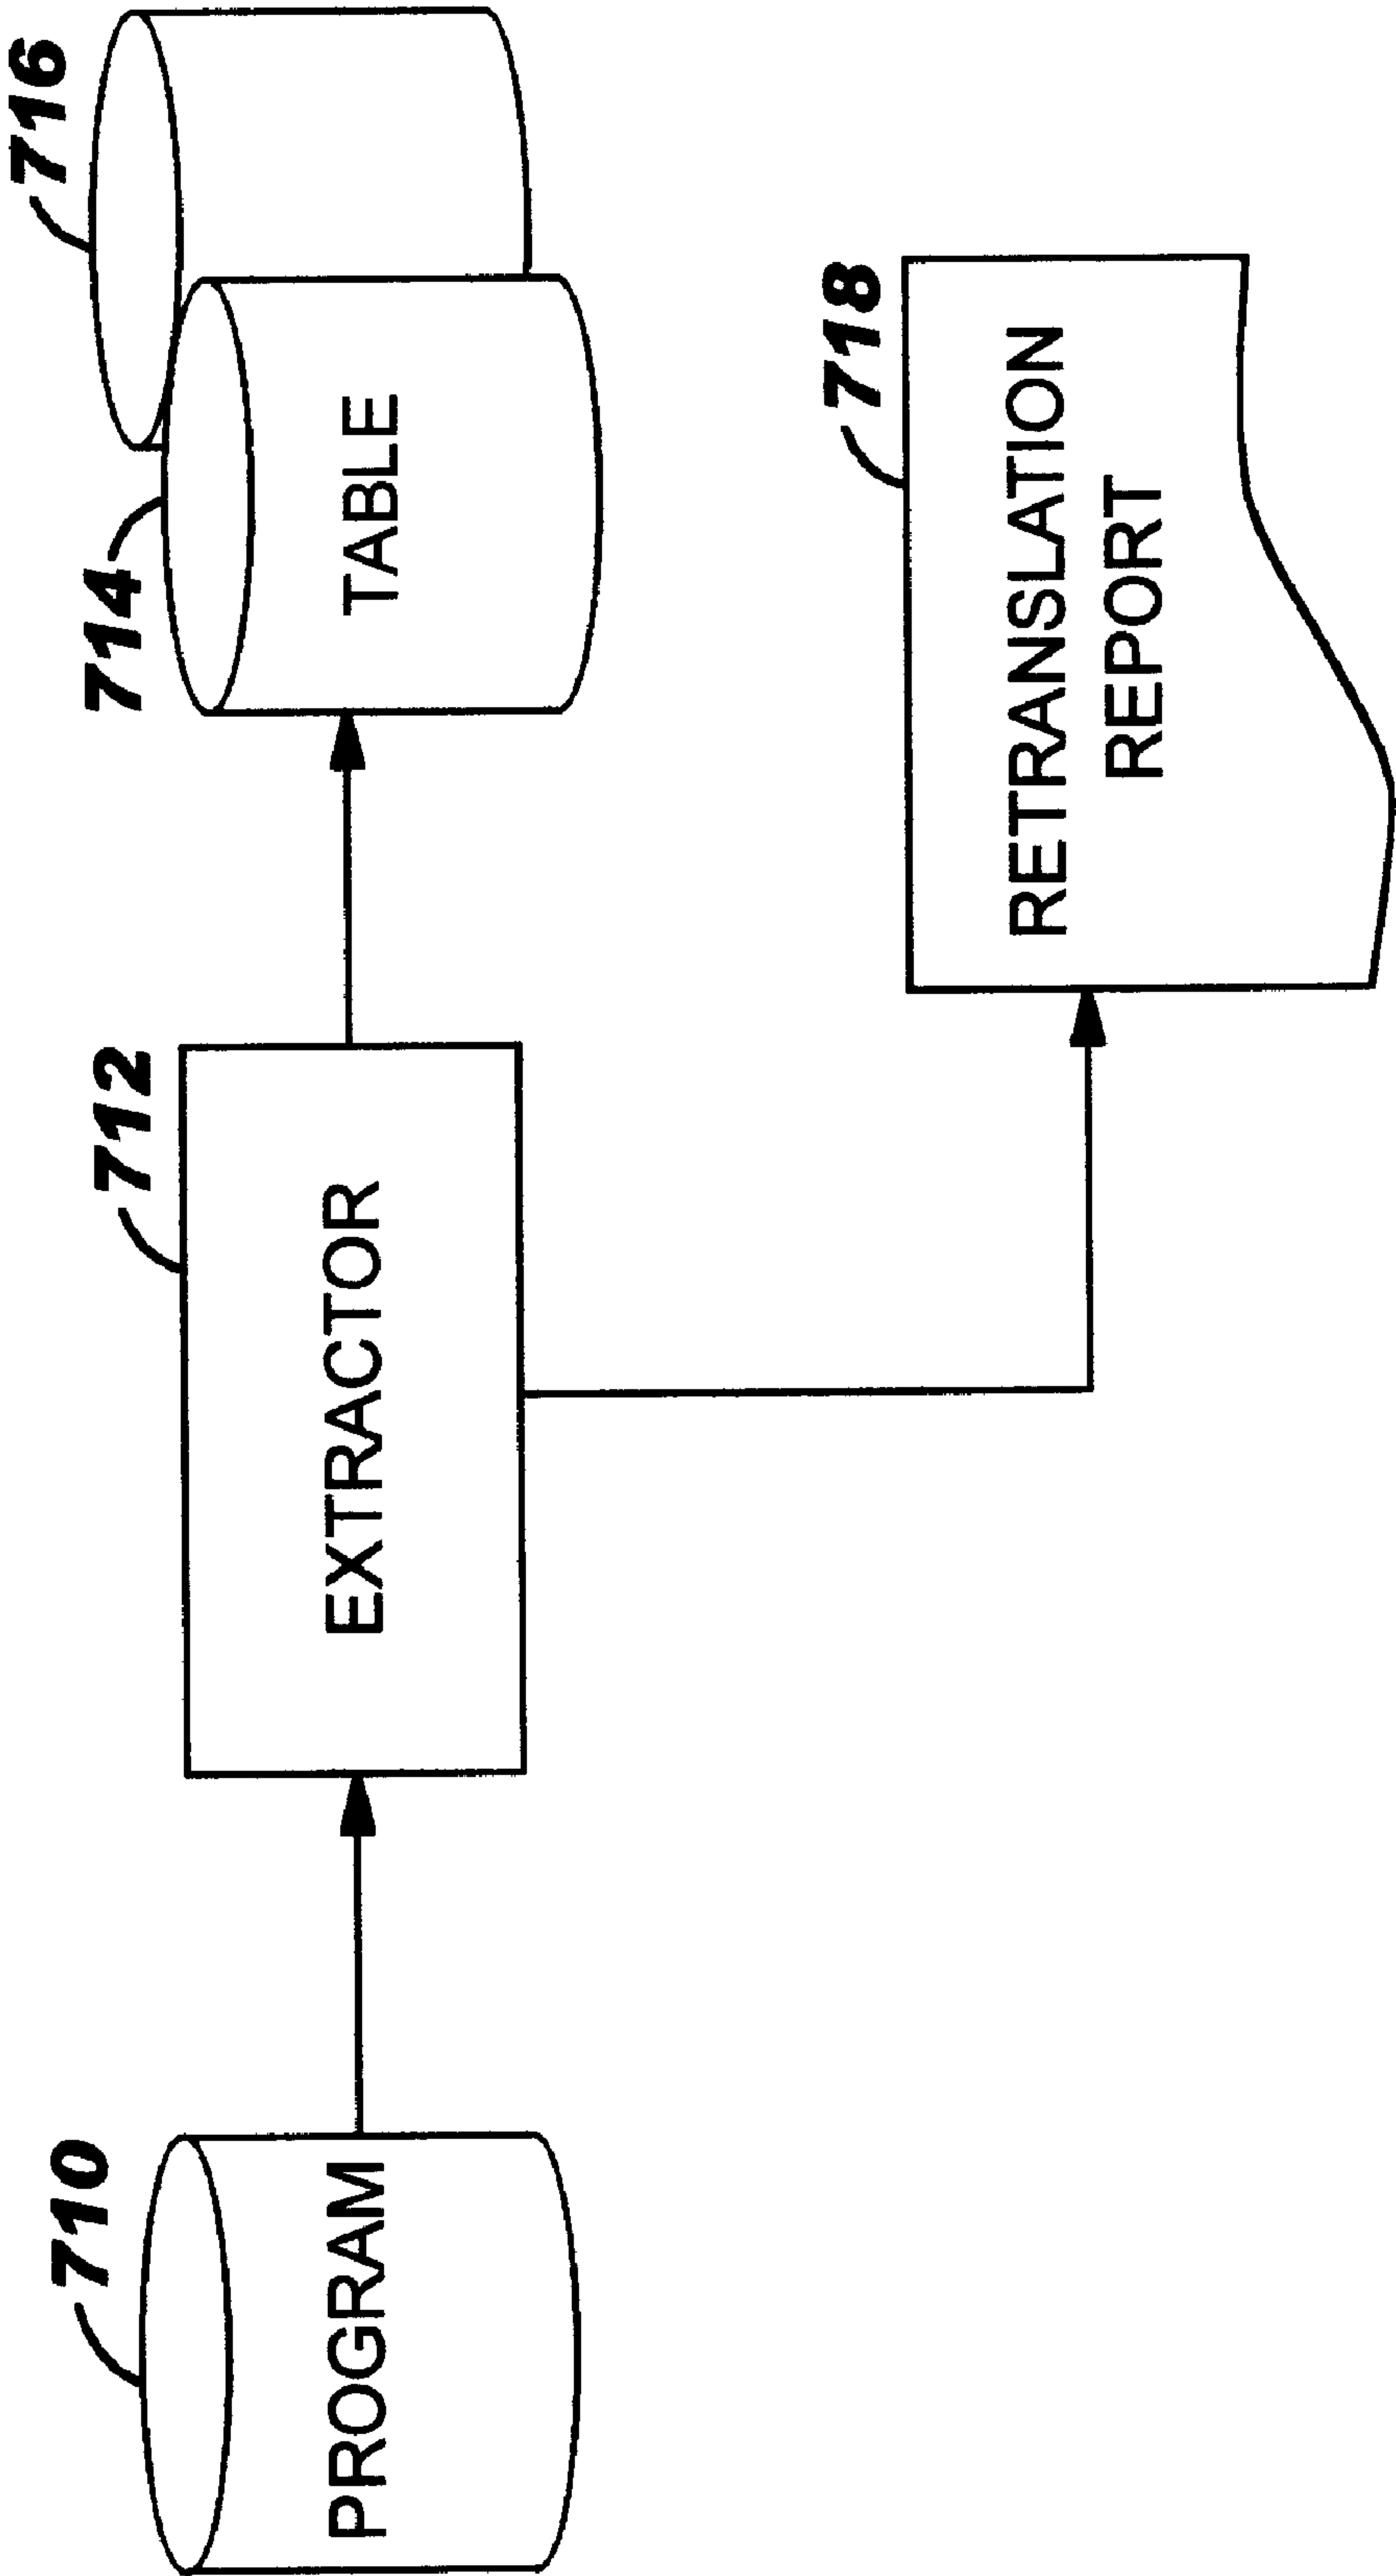 710
PROGRAM
712
EXTRACTOR
714
TABLE
716
718
RETRANSLATION
REPORT